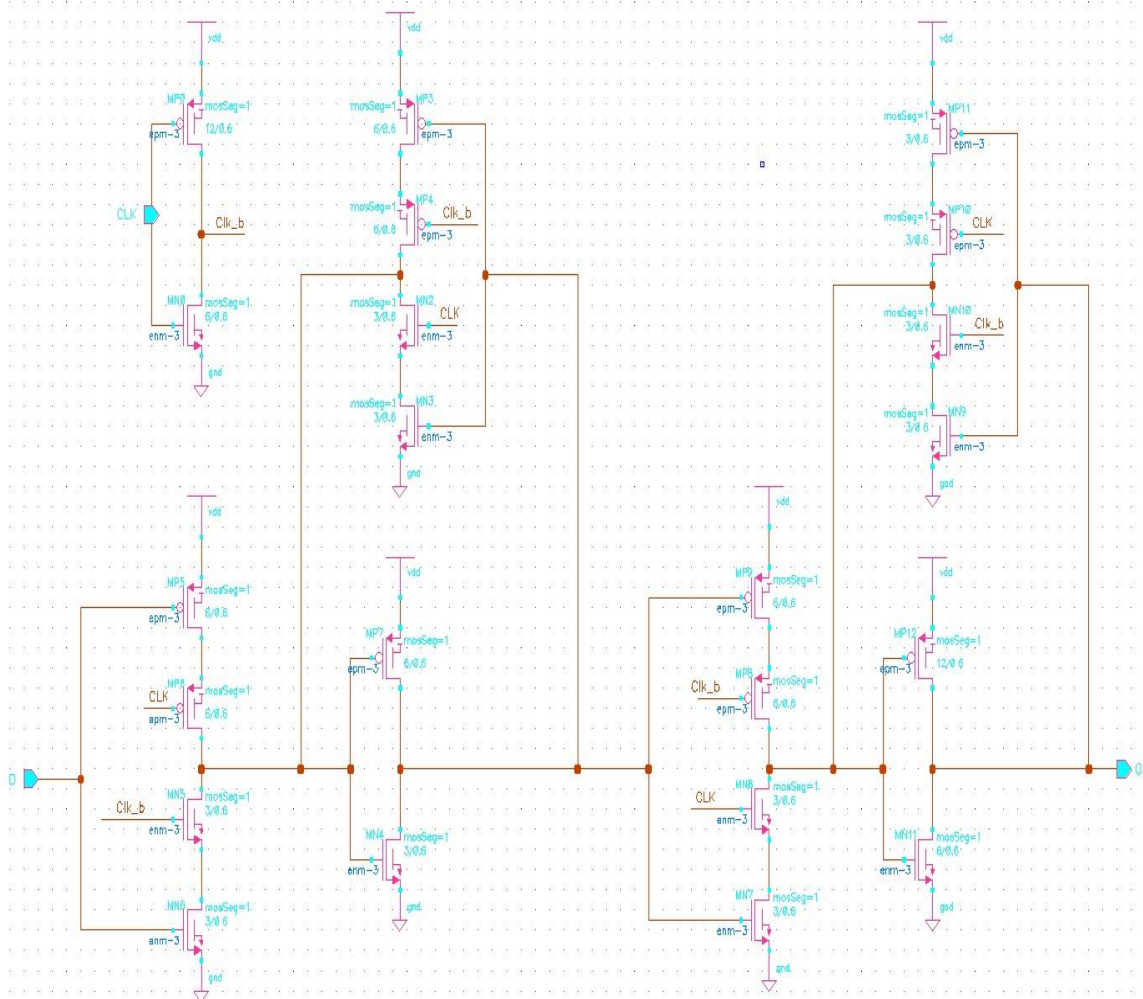 vdd
MP0
mosSeg=1
12/0.6
epm-3
CLK
Clk_b
MN0
mosSeg=1
6/0.6
enm-3
gnd
vdd
MP3
mosSeg=1
6/0.6
epm-3
MP4
mosSeg=1
Clk_b
6/0.6
epm-3
MN2
mosSeg=1
CLK
3/0.6
enm-3
MN3
mosSeg=1
3/0.6
enm-3
gnd
vdd
MP11
mosSeg=1
3/0.6
epm-3
MP10
mosSeg=1
CLK
3/0.6
epm-3
MN10
mosSeg=1
Clk_b
3/0.6
enm-3
MN9
mosSeg=1
3/0.6
enm-3
gnd
vdd
MP5
mosSeg=1
6/0.6
epm-3
MP6
mosSeg=1
CLK
6/0.6
epm-3
D
MN5
mosSeg=1
Clk_b
3/0.6
enm-3
MN6
mosSeg=1
3/0.6
enm-3
gnd
vdd
MP7
mosSeg=1
6/0.6
epm-3
MN4
mosSeg=1
3/0.6
enm-3
gnd
vdd
MP9
mosSeg=1
6/0.6
epm-3
MP8
mosSeg=1
Clk_b
6/0.6
epm-3
MN8
mosSeg=1
CLK
3/0.6
enm-3
MN7
mosSeg=1
3/0.6
enm-3
gnd
vdd
MP12
mosSeg=1
12/0.6
epm-3
Q
MN11
mosSeg=1
6/0.6
enm-3
gnd